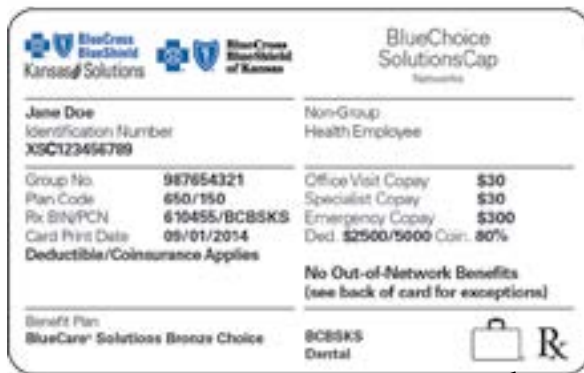 BlueCross
BlueShield
Kansas Solutions
BlueCross
BlueShield
of Kansas
BlueChoice
SolutionsCap
Networks
Jane Doe
Identification Number
XSC123456789
Non-Group
Health Employee
Group No. 987654321
Plan Code 650/150
Rx BIN/PCN 610455/BCBSKS
Card Print Date 09/01/2014
Deductible/Coinsurance Applies
Office Visit Copay $30
Specialist Copay $30
Emergency Copay $300
Ded. $2500/5000 Coin. 80%
No Out-of-Network Benefits
(see back of card for exceptions)
Benefit Plan
BlueCare® Solutions Bronze Choice
BCBSKS
Dental
Rx